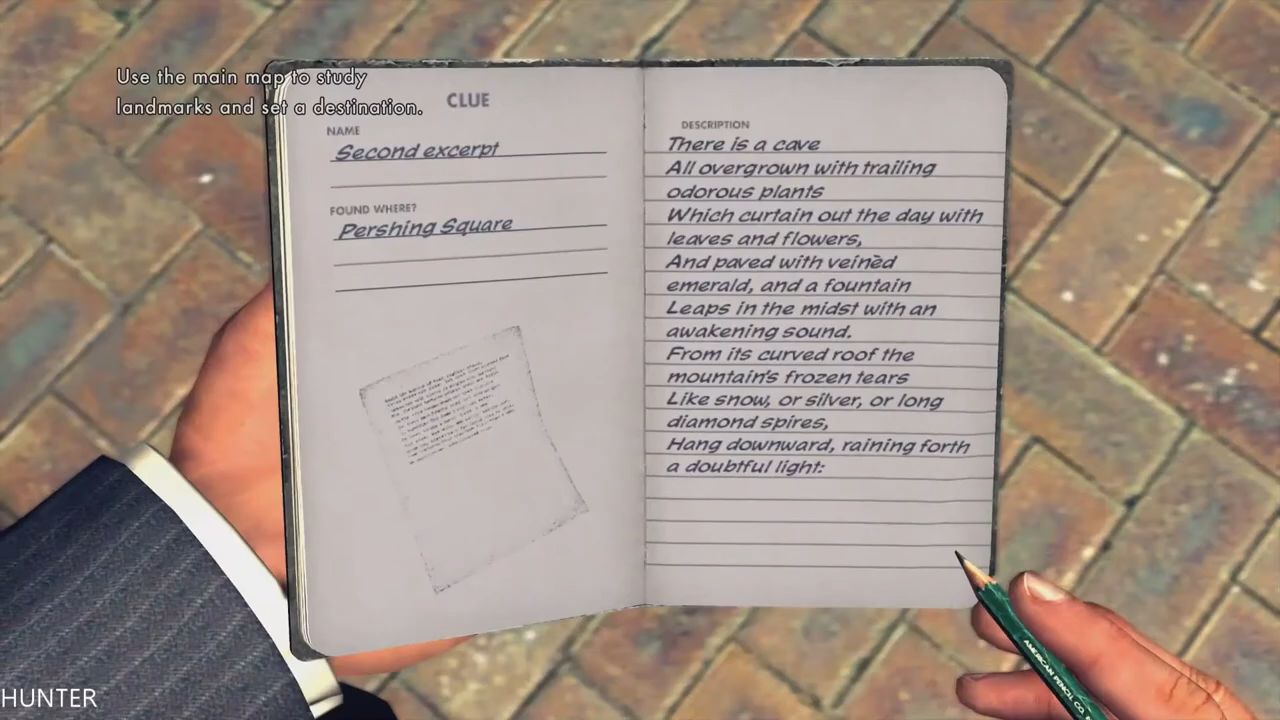 Use the main map to study
landmarks and set a destination.
CLUE
NAME
Second excerpt
FOUND WHERE?
Pershing Square
DESCRIPTION
There is a cave
All overgrown with trailing
odorous plants
Which curtain out the day with
leaves and flowers,
And paved with veinèd
emerald, and a fountain
Leaps in the midst with an
awakening sound.
From its curved roof the
mountain's frozen tears
Like snow, or silver, or long
diamond spires,
Hang downward, raining forth
a doubtful light:
AMERICAN PENCIL CO.
HUNTER